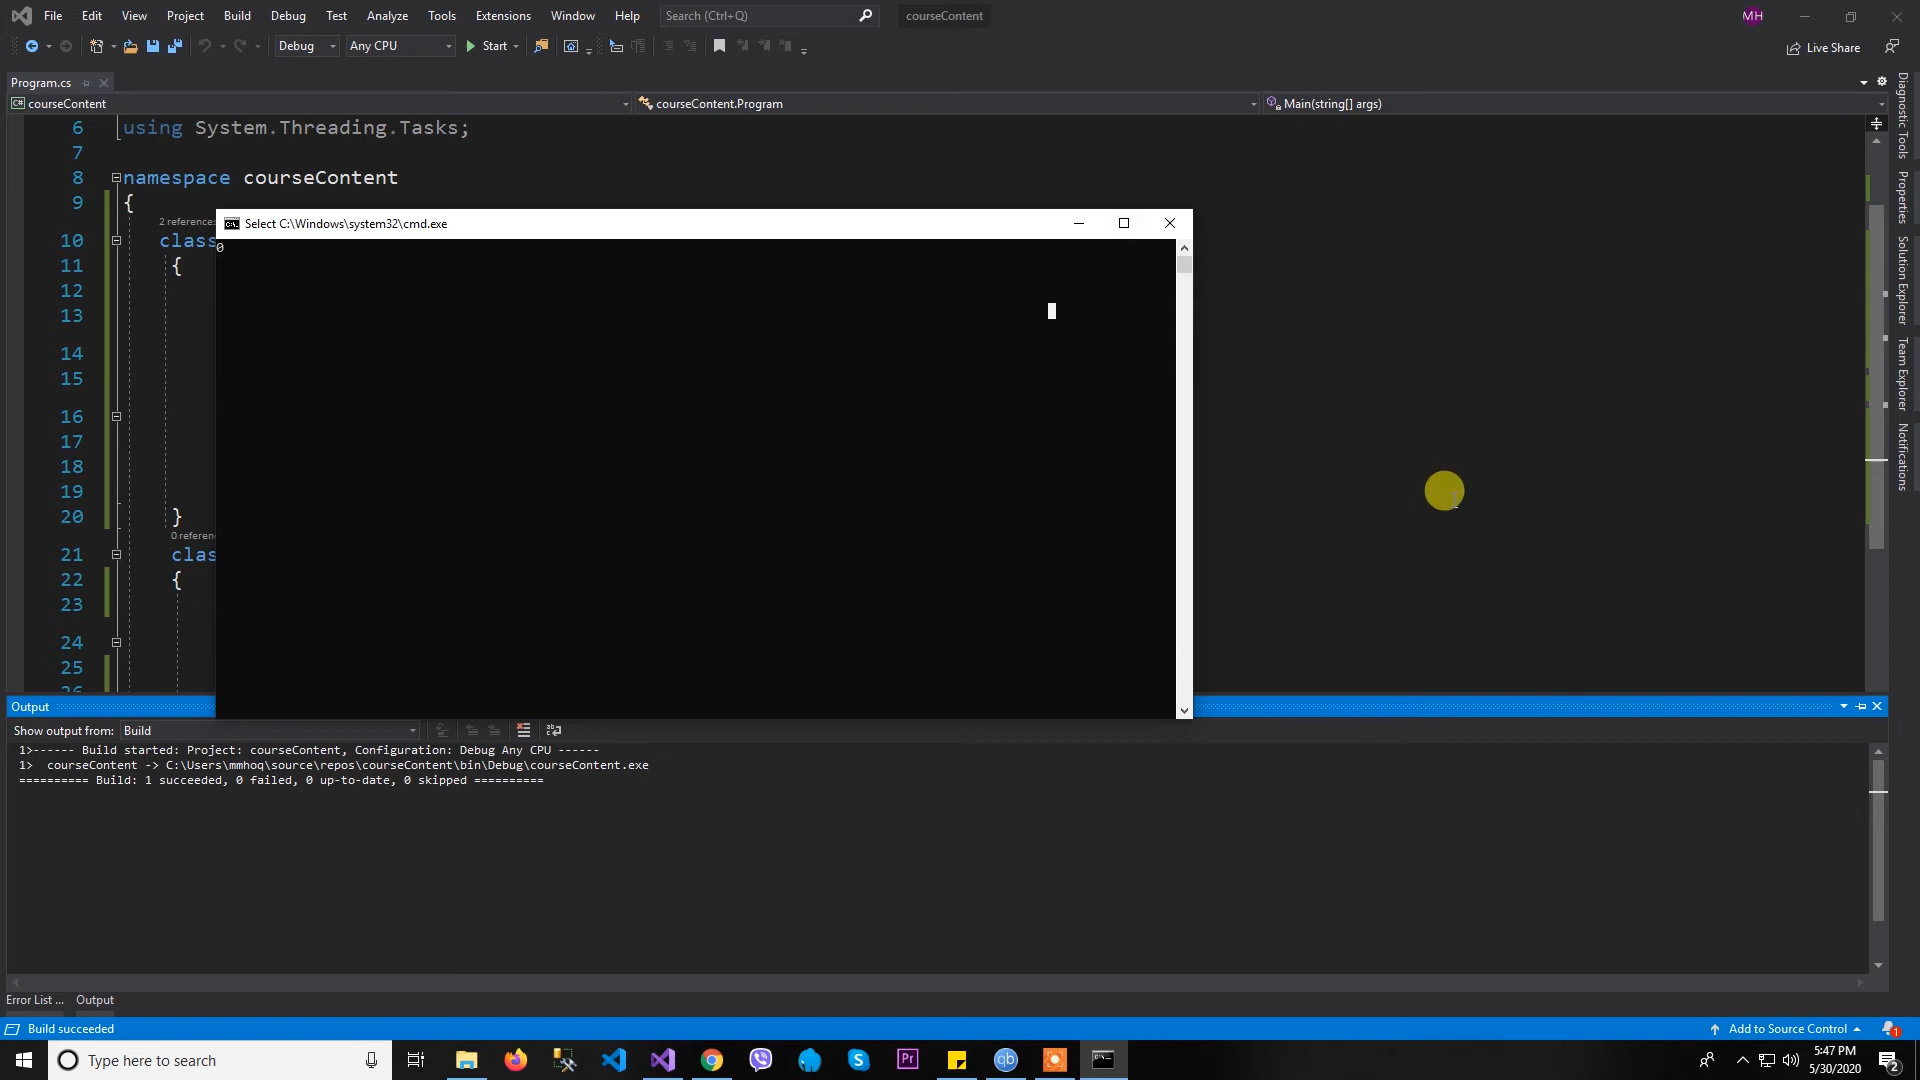 File Edit View Project Build Debug Test Analyze Tools Extensions Window Help Search (Ctrl+Q) courseContent MH
Debug Any CPU Start Live Share
Program.cs
courseContent courseContent.Program Main(string[] args)
6 using System.Threading.Tasks;
7
8 namespace courseContent
9 {
2 references
10 class
11 {
12
13
14
15
16
17
18
19
20 }
0 referen
21 clas
22 {
23
24
25
26
Select C:\Windows\system32\cmd.exe
0
Diagnostic Tools
Properties
Solution Explorer
Team Explorer
Notifications
Output
Show output from: Build
1>------ Build started: Project: courseContent, Configuration: Debug Any CPU ------
1>  courseContent -> C:\Users\mmhoq\source\repos\courseContent\bin\Debug\courseContent.exe
========== Build: 1 succeeded, 0 failed, 0 up-to-date, 0 skipped ==========
Error List ... Output
Build succeeded Add to Source Control 1
Type here to search Pr qb 5:47 PM
5/30/2020 2